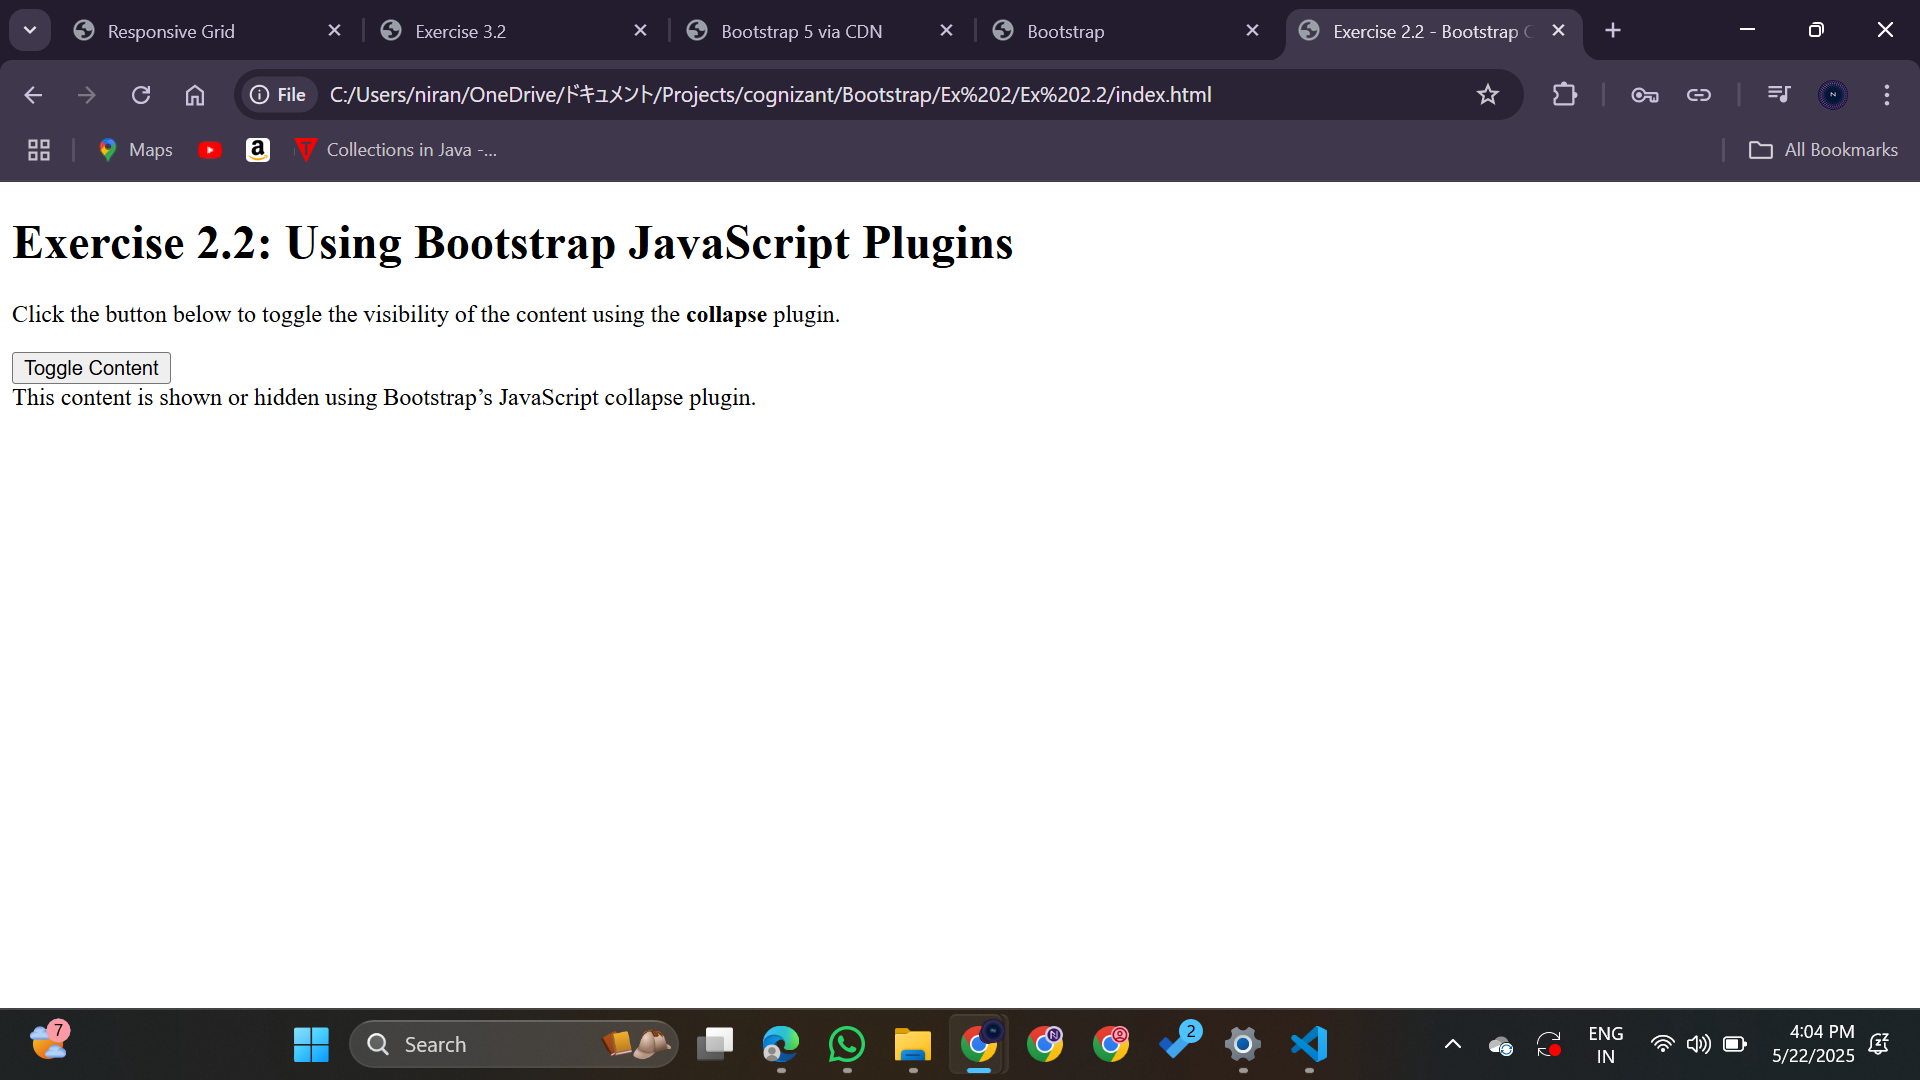 Responsive Grid
Exercise 3.2
Bootstrap 5 via CDN
Bootstrap
Exercise 2.2 - Bootstrap
File
C:/Users/niran/OneDrive/ドキュメント/Projects/cognizant/Bootstrap/Ex%202/Ex%202.2/index.html
N
Maps
a
T
Collections in Java -...
All Bookmarks
Exercise 2.2: Using Bootstrap JavaScript Plugins
Click the button below to toggle the visibility of the content using the collapse plugin.
Toggle Content
This content is shown or hidden using Bootstrap’s JavaScript collapse plugin.
7
Search
N
2
ENG
IN
4:04 PM
5/22/2025